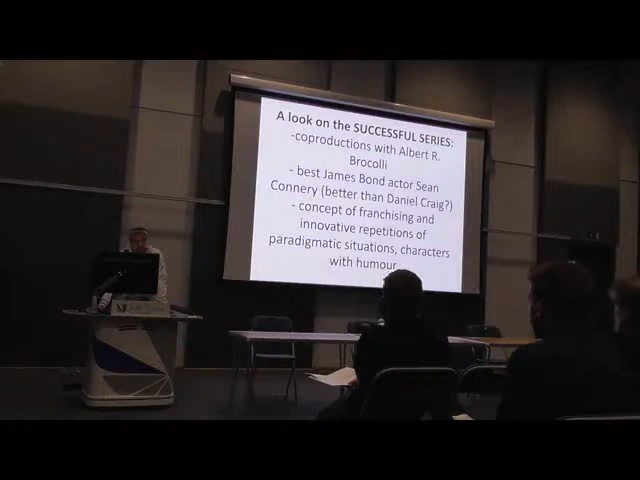 A look on the SUCCESSFUL SERIES:
-coproductions with Albert R.
Brocolli
- best James Bond actor Sean
Connery (better than Daniel Craig?)
- concept of franchising and
innovative repetitions of
paradigmatic situations, characters
with humour